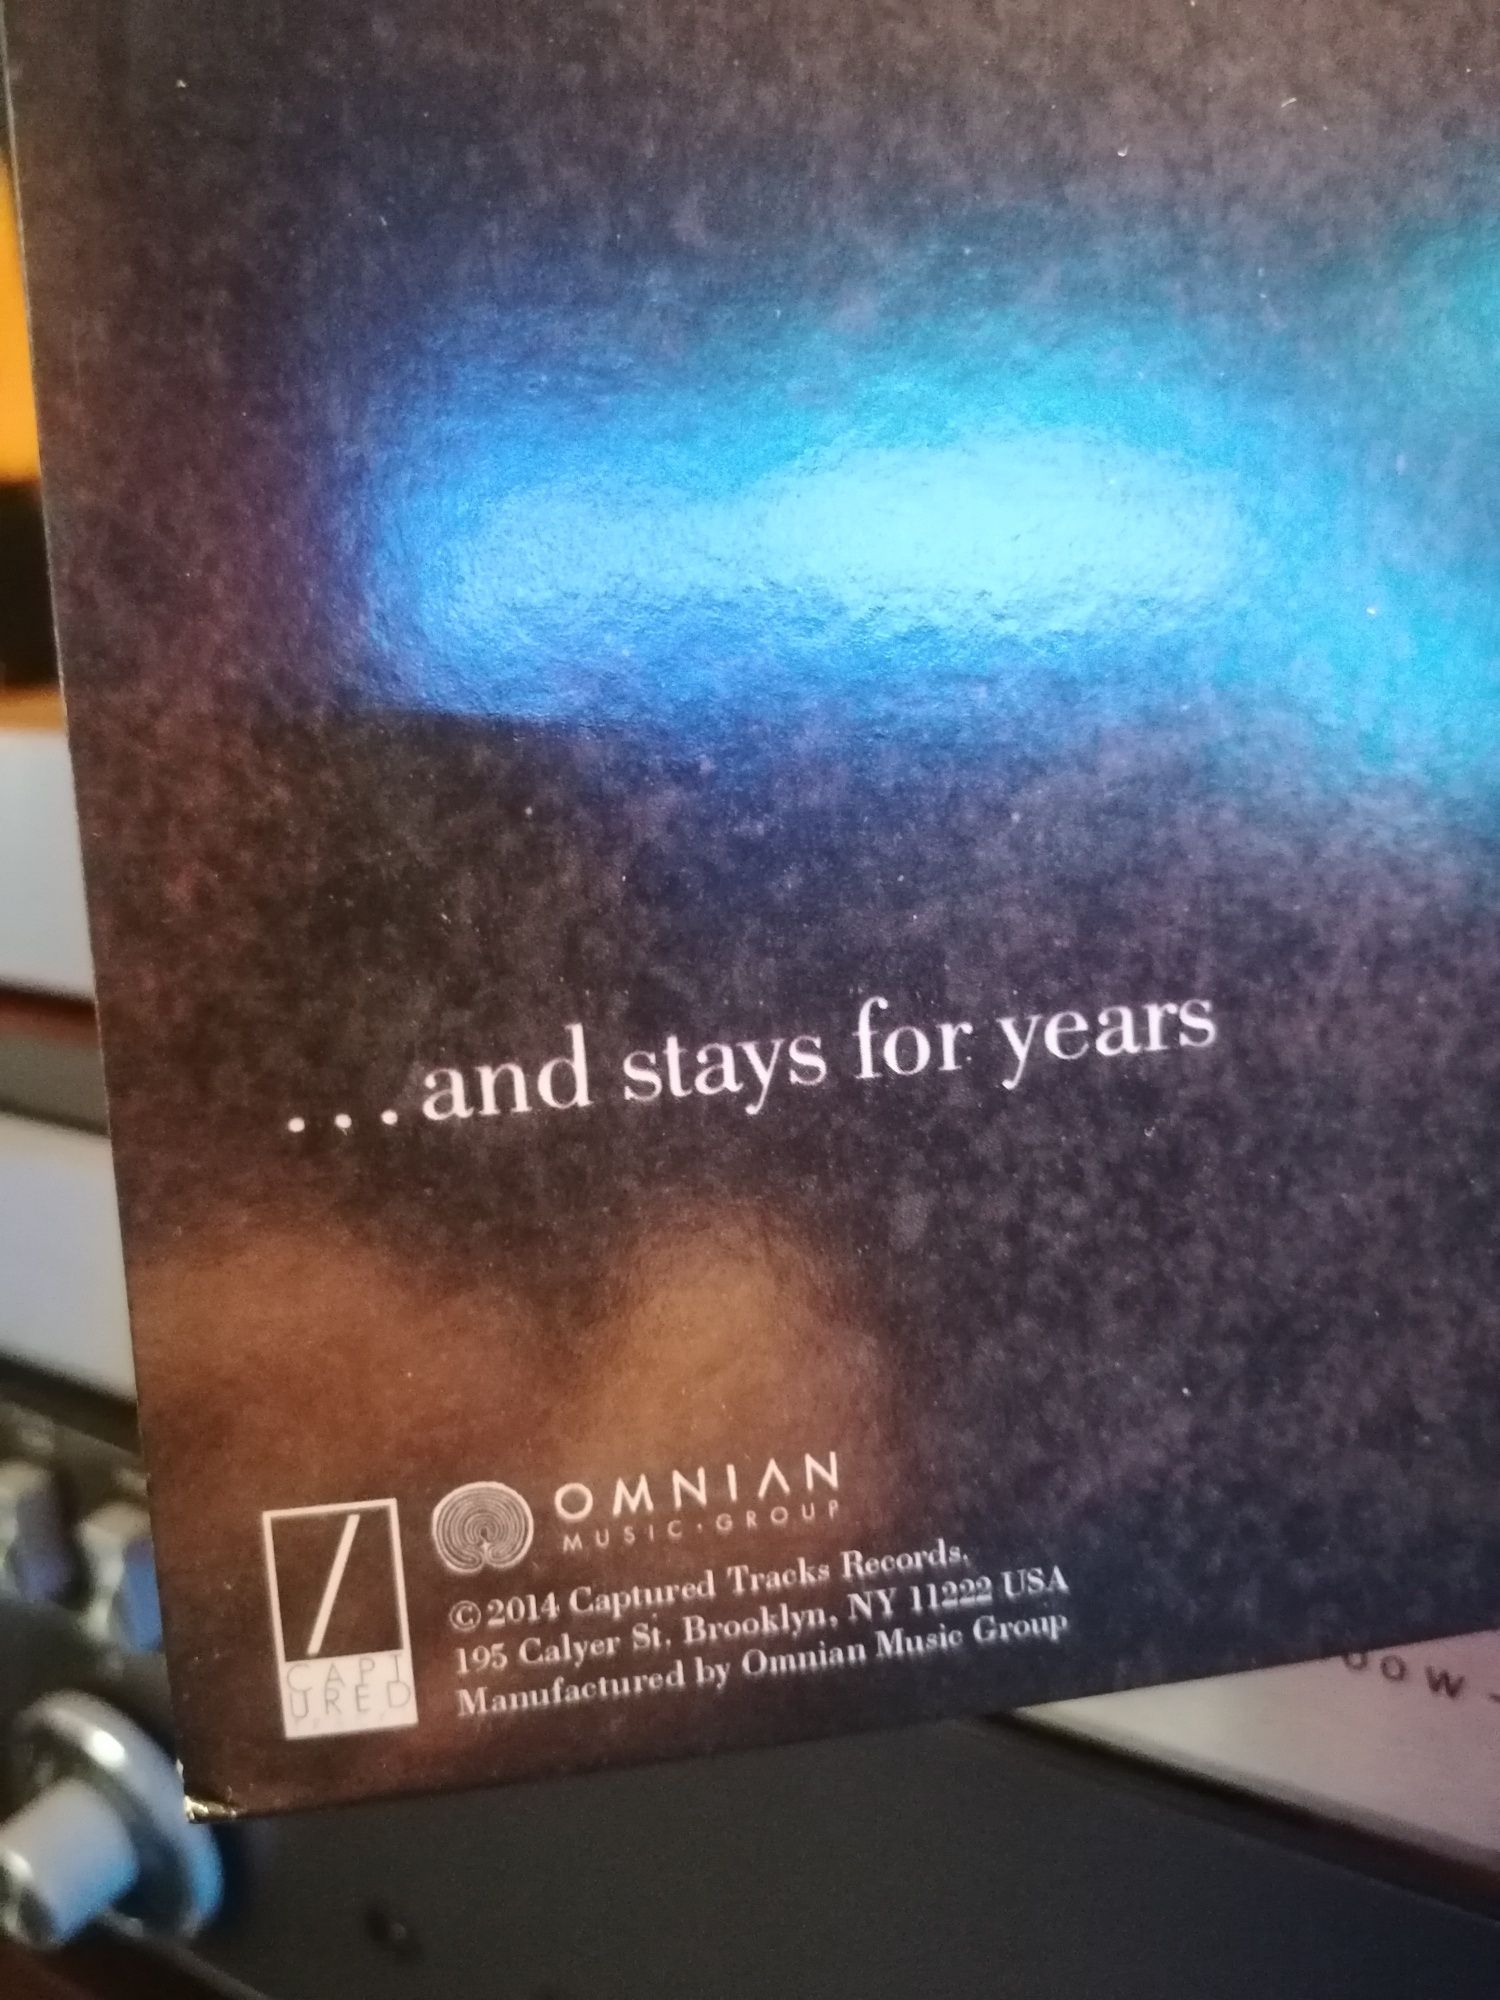 ...and stays for years
OMNIAN
MUSIC·GROUP
©2014 Captured Tracks Records,
195 Calyer St, Brooklyn, NY 11222 USA
Manufactured by Omnian Music Group
CAPT
URED